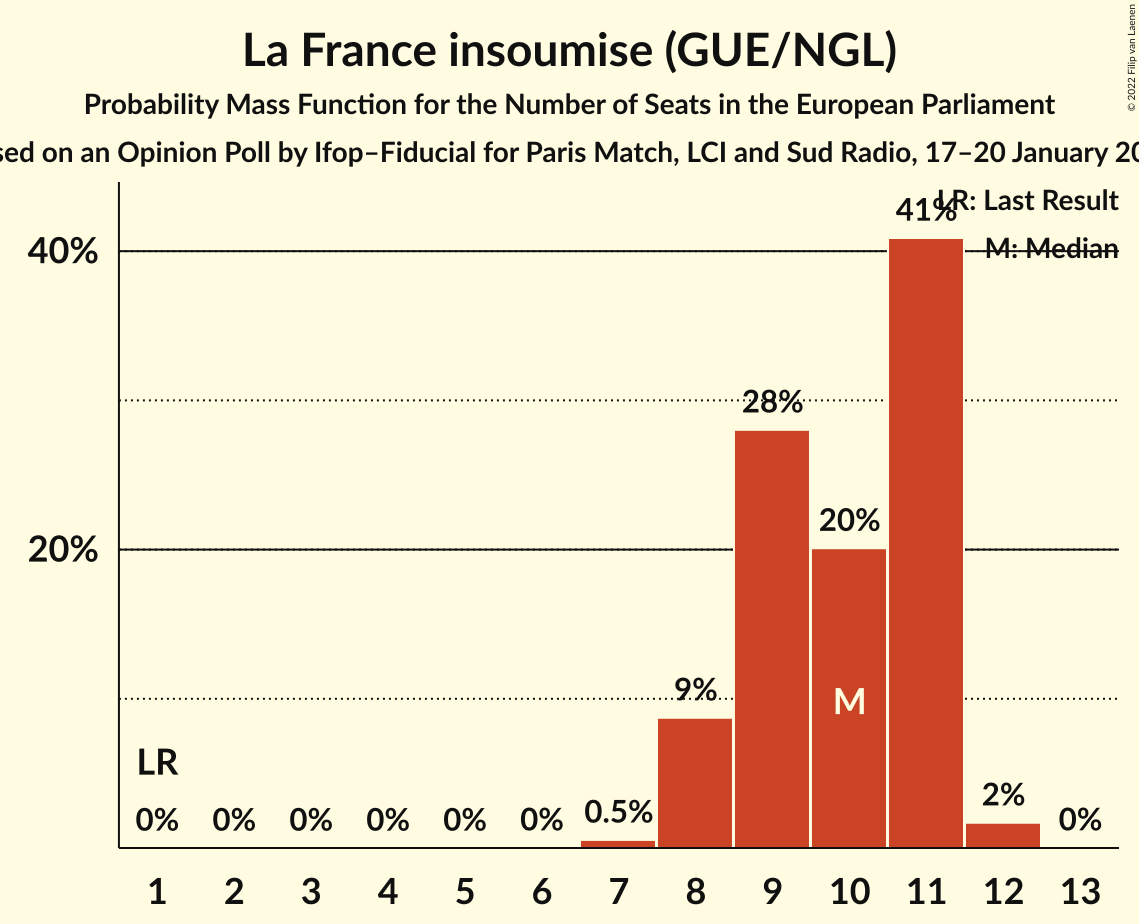 La France insoumise (GUE/NGL)
Probability Mass Function for the Number of Seats in the European Parliament
on an Opinion Poll by Ifop–Fiducial for Paris Match, LCI and Sud Radio, 17–20 January
© 2022 Filip van Laenen
LR: Last Result
M: Median
41%
40%
28%
20%
20%
9%
M
LR
0% 0% 0% 0% 0% 0% 0.5% 2% 0%
1 2 3 4 5 6 7 8 9 10 11 12 13